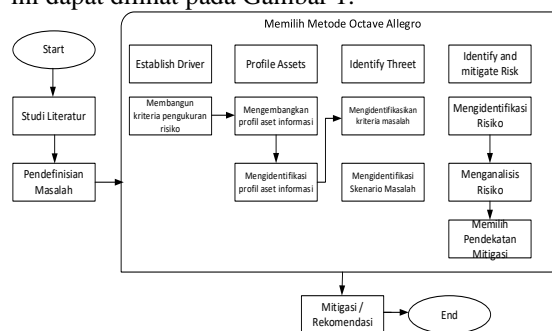 ini dapat dilihat pada Gambar 1.
Memilih Metode Octave Allegro
Start
Studi Literatur
Pendefinisian
Masalah
Establish Driver
Membangun
kriteria pengukuran
risiko
Profile Assets
Mengembangkan
profil aset informasi
Mengidentifikasi
profil aset informasi
Identify Threet
Mengidentifikasikan
kriteria masalah
Mengidentifikasi
Skenario Masalah
Identify and
mitigate Risk
Mengidentifikasi
Risiko
Menganalisis
Risiko
Memilih
Pendekatan
Mitigasi
Mitigasi /
Rekomendasi
End